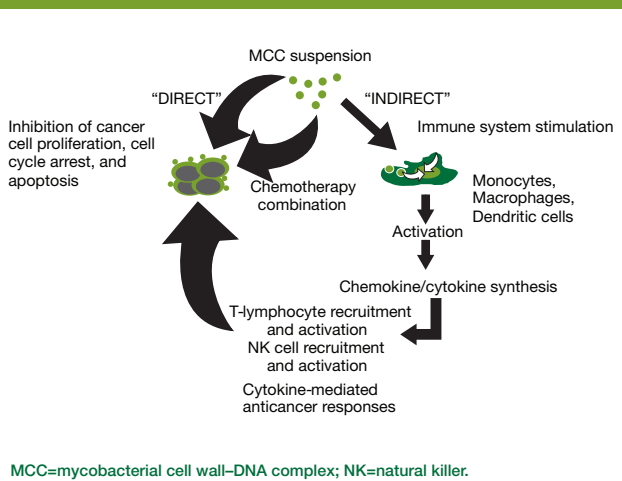 MCC suspension
“DIRECT”
“INDIRECT”
Inhibition of cancer
cell proliferation, cell
cycle arrest, and
apoptosis
Immune system stimulation
Chemotherapy
combination
Monocytes,
Macrophages,
Dendritic cells
Activation
Chemokine/cytokine synthesis
T-lymphocyte recruitment
and activation
NK cell recruitment
and activation
Cytokine-mediated
anticancer responses
MCC=mycobacterial cell wall–DNA complex; NK=natural killer.